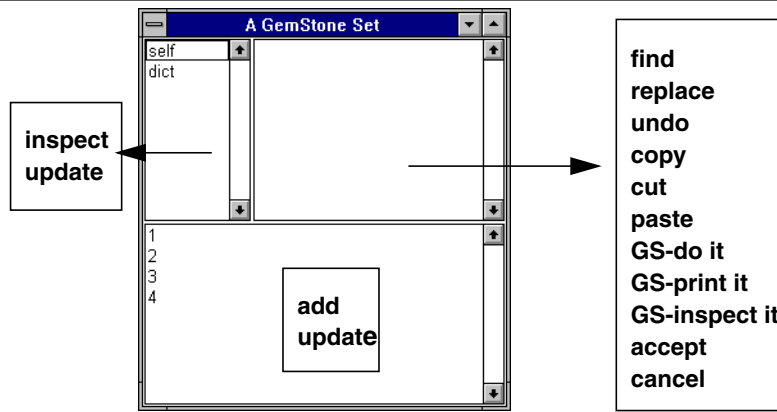 A GemStone Set
self
dict
inspect
update
1
2
3
4
add
update
find
replace
undo
copy
cut
paste
GS-do it
GS-print it
GS-inspect it
accept
cancel